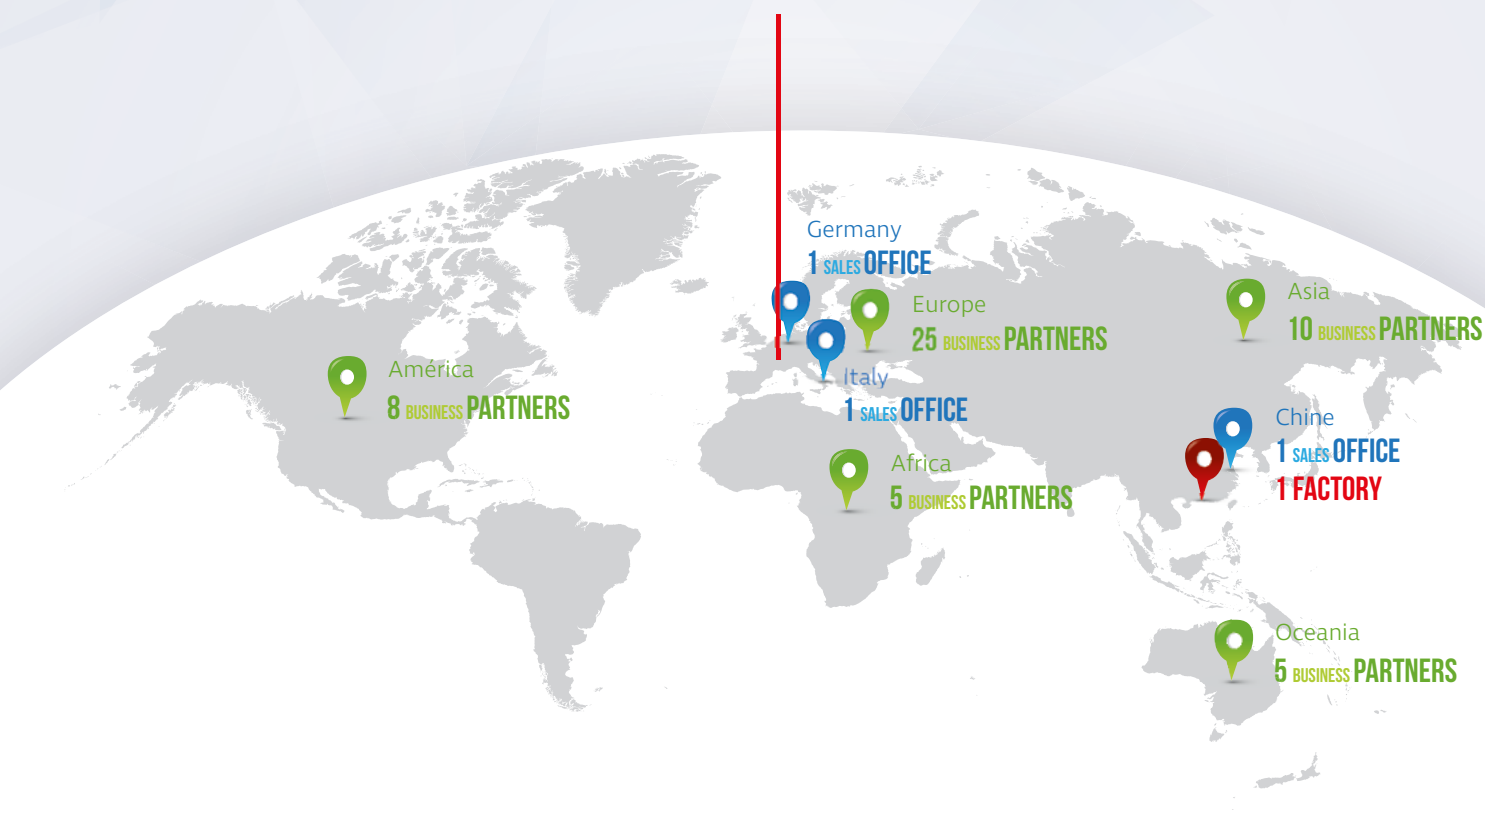 Germany
1 SALES OFFICE
Europe
25 BUSINESS PARTNERS
Asia
10 BUSINESS PARTNERS
América
8 BUSINESS PARTNERS
Italy
1 SALES OFFICE
Chine
1 SALES OFFICE
1 FACTORY
Africa
5 BUSINESS PARTNERS
Oceania
5 BUSINESS PARTNERS